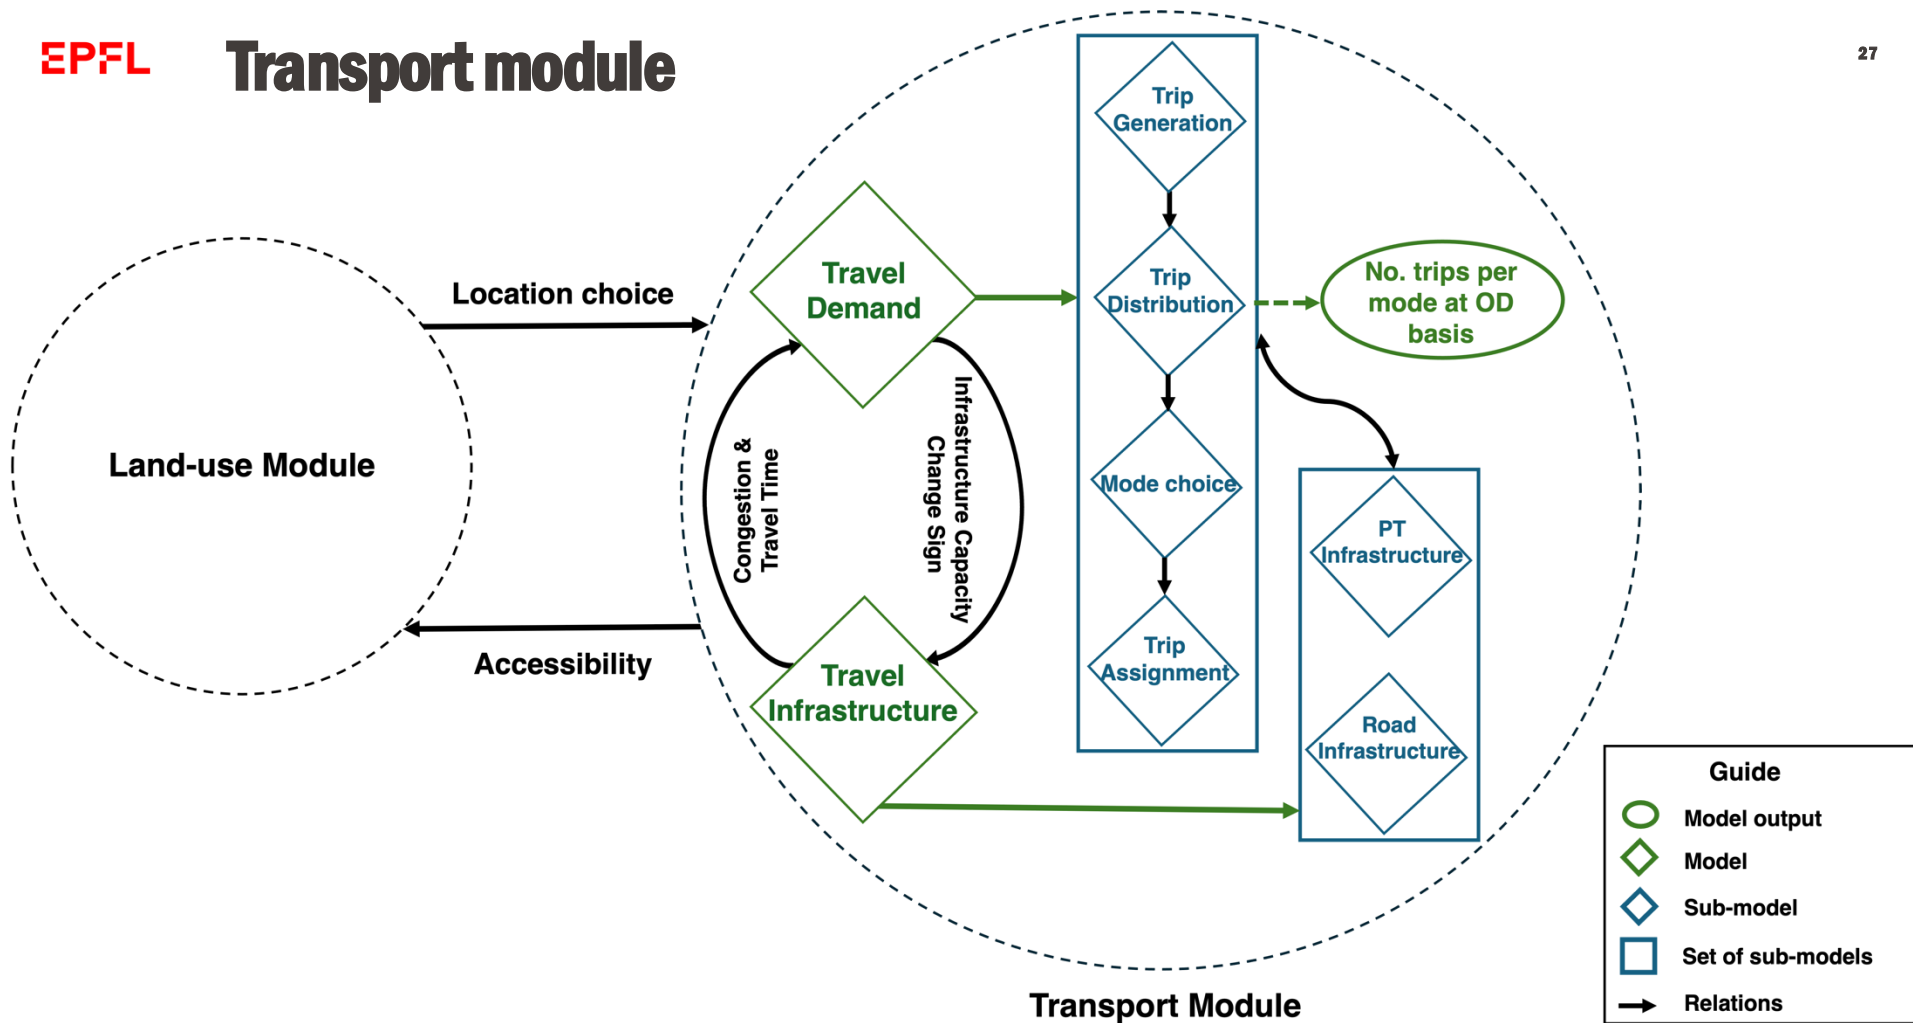 EPFL
Transport module
27
Trip
Generation
Travel
Demand
Trip
Distribution
No. trips per
mode at OD
basis
Location choice
Land-use Module
Congestion &
Travel Time
Infrastructure Capacity
Change Sign
Mode choice
PT
Infrastructure
Accessibility
Travel
Infrastructure
Trip
Assignment
Road
Infrastructure
Transport Module
Guide
Model output
Model
Sub-model
Set of sub-models
Relations